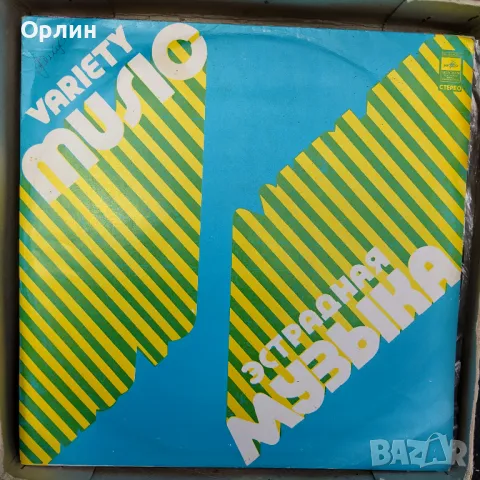 Орлин
VARIETY
MUSIC
СТЕРЕО
ЭСТРАДНАЯ
МУЗЫКА
BAZAR